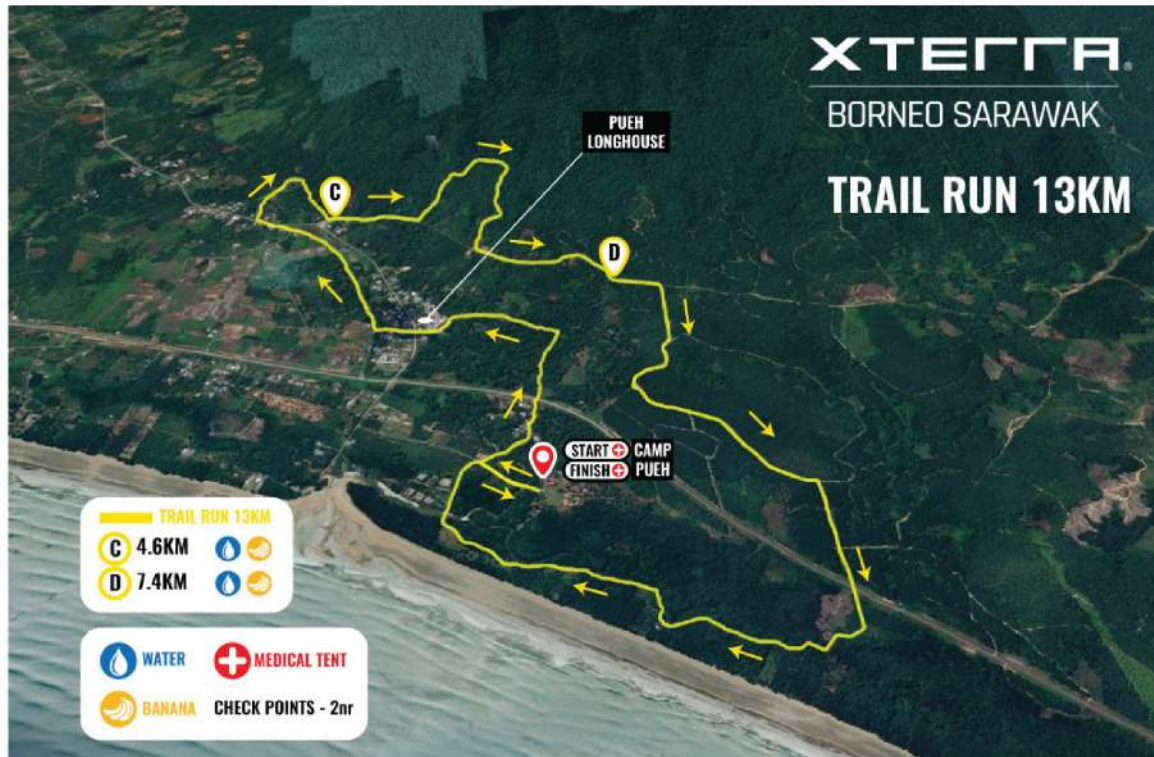 XTERRA®
BORNEO SARAWAK
TRAIL RUN 13KM
PUEH
LONGHOUSE
C
D
START CAMP
FINISH PUEH
TRAIL RUN 13KM
C 4.6KM
D 7.4KM
WATER MEDICAL TENT
BANANA CHECK POINTS - 2nr